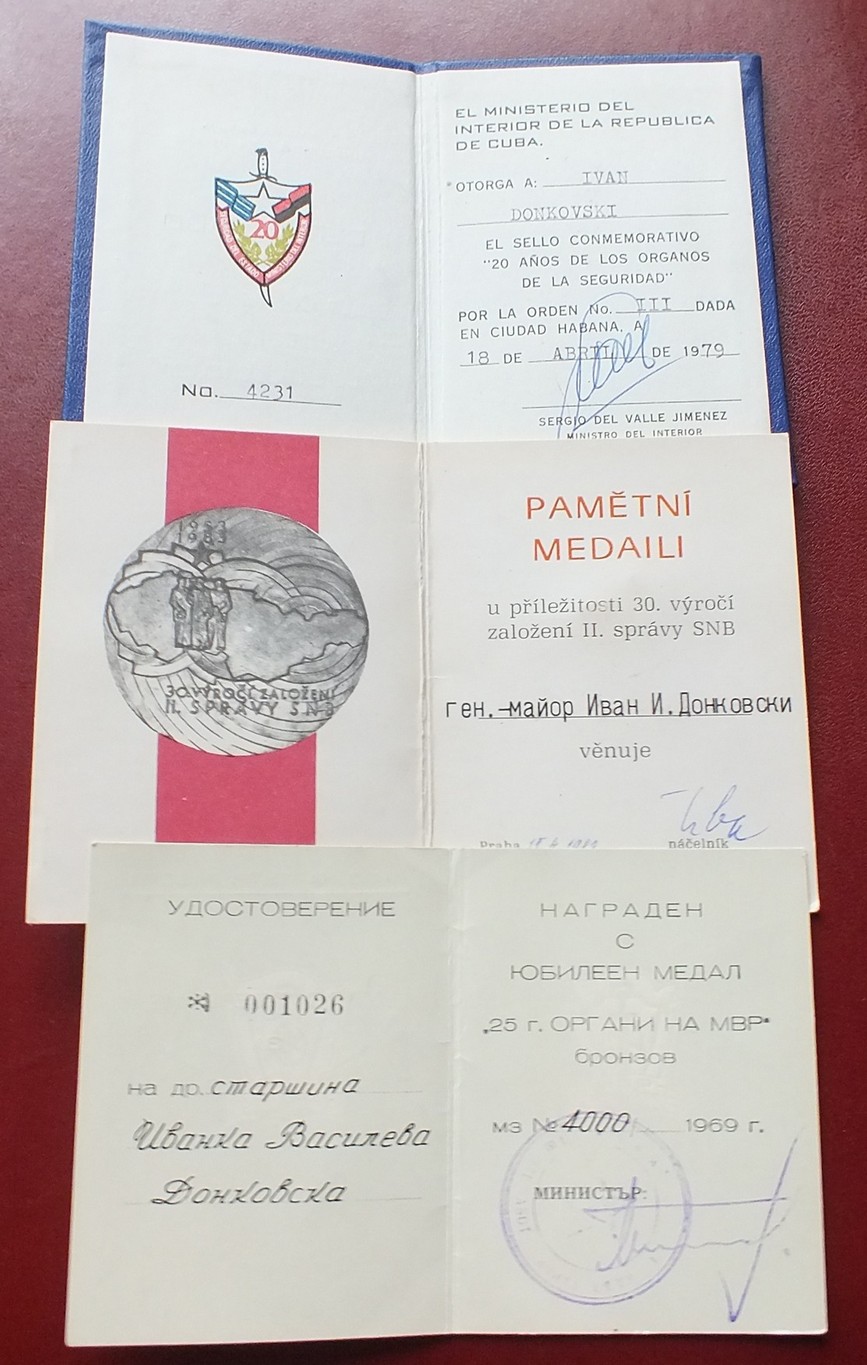 20
No. 4231
EL MINISTERIO DEL
INTERIOR DE LA REPUBLICA
DE CUBA.
OTORGA A: IVAN
DONKOVSKI
EL SELLO CONMEMORATIVO
"20 AÑOS DE LOS ORGANOS
DE LA SEGURIDAD"
POR LA ORDEN No. III DADA
EN CIUDAD HABANA, A
18 DE ABRIL DE 1979
SERGIO DEL VALLE JIMENEZ
MINISTRO DEL INTERIOR
1953
1983
30. VÝROČÍ ZALOŽENÍ
II. SPRÁVY SNB
PAMĚTNÍ
MEDAILI
u příležitosti 30. výročí
založení II. správy SNB
ген.-майор Иван И.Донковски
věnuje
Praha
náčelník
УДОСТОВЕРЕНИЕ
001026
на др. старшина
Иванка Василева
Донковска
НАГРАДЕН
С
ЮБИЛЕЕН МЕДАЛ
„25 г. ОРГАНИ НА МВР"
бронзов
мз № 4000 1969 г.
МИНИСТЪР: